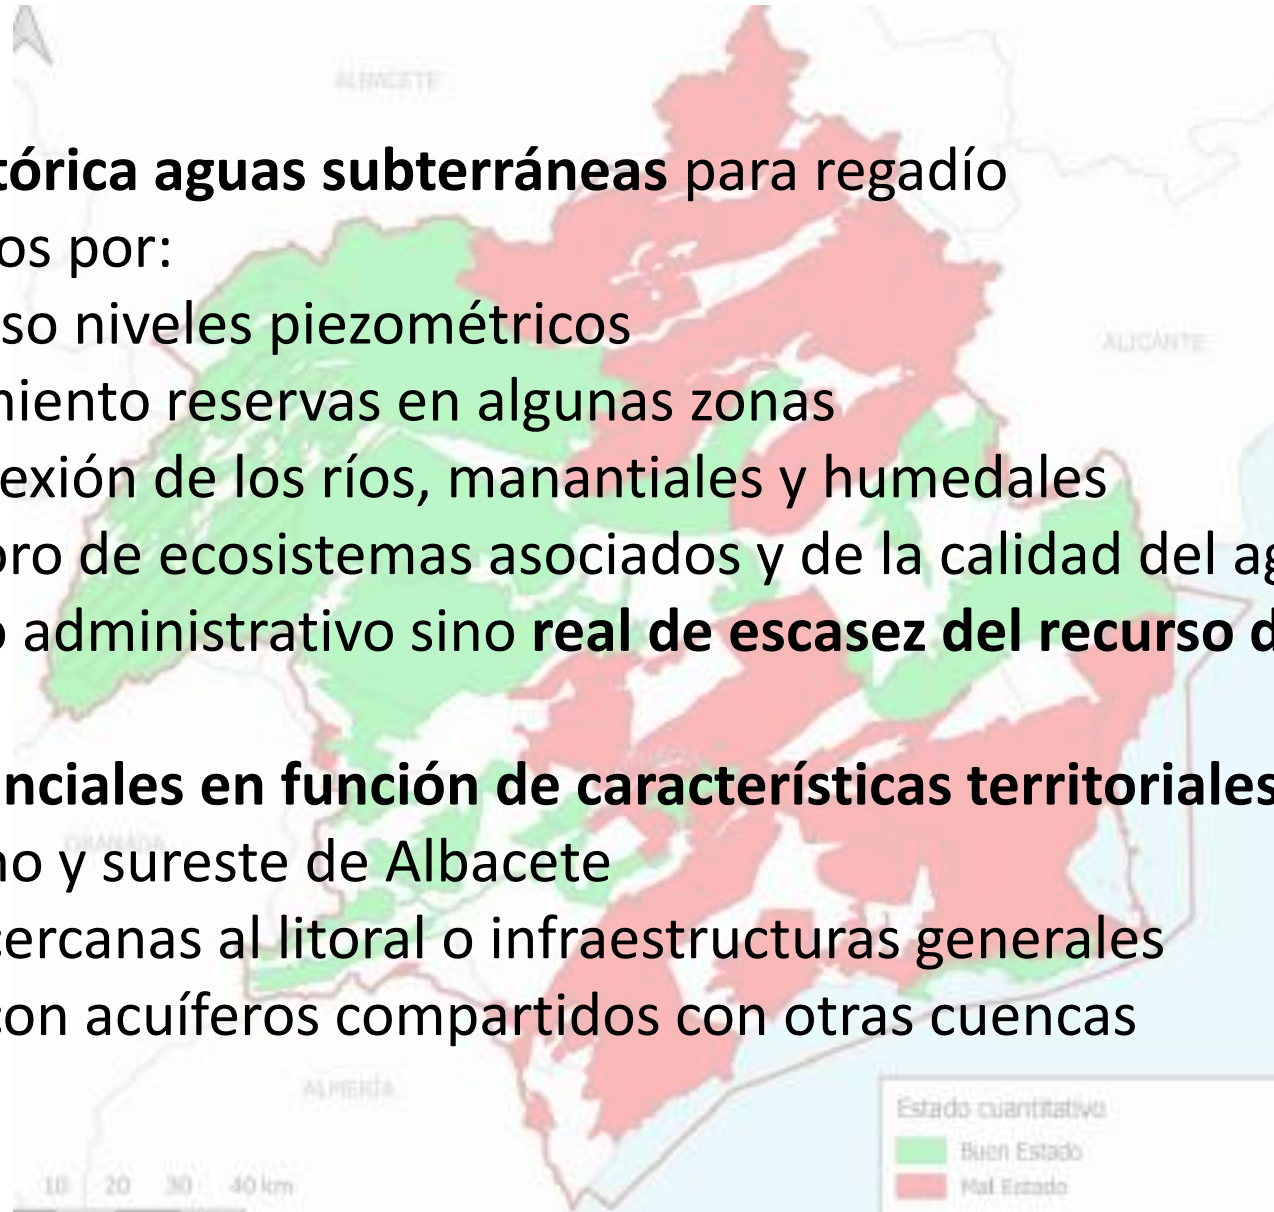 ALBACETE
tórica aguas subterráneas para regadío
os por:
so niveles piezométricos
ALICANTE
miento reservas en algunas zonas
exión de los ríos, manantiales y humedales
oro de ecosistemas asociados y de la calidad del ag
o administrativo sino real de escasez del recurso d
nciales en función de características territoriales
GRANADA
no y sureste de Albacete
cercanas al litoral o infraestructuras generales
con acuíferos compartidos con otras cuencas
ALMERÍA
Estado cuantitativo
Buen Estado
Mal Estado
10 20 30 40 km